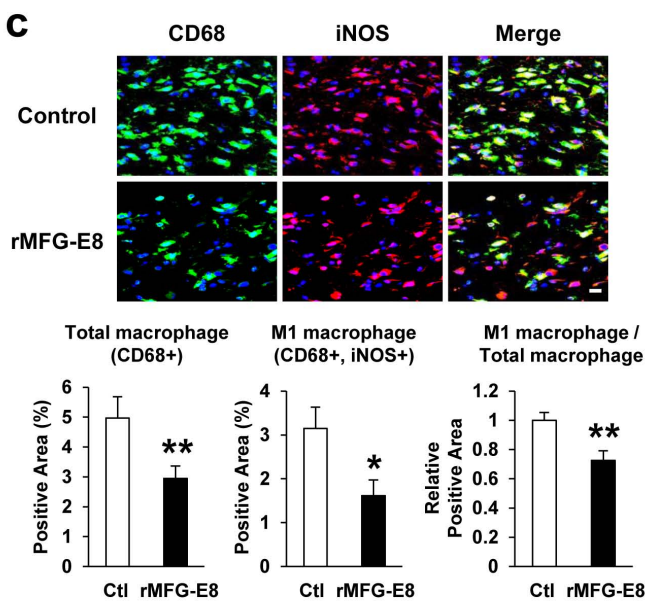 C
CD68 iNOS Merge
Control
rMFG-E8
Total macrophage
(CD68+)
Positive Area (%)
6
5
4
3
2
1
0
**
Ctl rMFG-E8
M1 macrophage
(CD68+, iNOS+)
Positive Area (%)
4
3
2
1
0
*
Ctl rMFG-E8
M1 macrophage /
Total macrophage
Relative
Positive Area
1.2
1
0.8
0.6
0.4
0.2
0
**
Ctl rMFG-E8